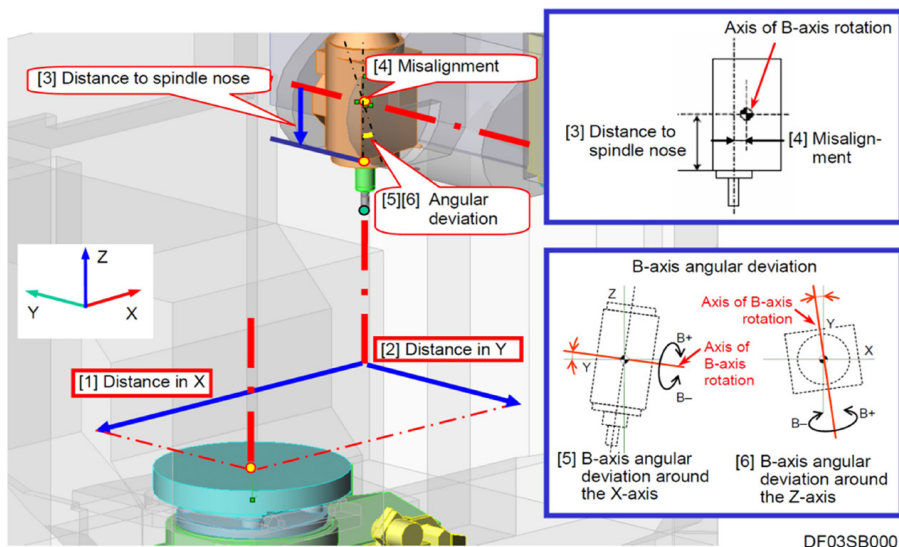 [3] Distance to spindle nose
[4] Misalignment
[5][6] Angular
deviation
Z
Y
X
[1] Distance in X
[2] Distance in Y
Axis of B-axis
rotation
[3] Distance to
spindle nose
[4] Misalign-
ment
B-axis angular deviation
Z
Y
B+
B–
Axis of
B-axis
rotation
[5] B-axis angular
deviation around
the X-axis
Axis of B-axis
rotation
Y
X
B–
B+
[6] B-axis angular
deviation around
the Z-axis
DF03SB000